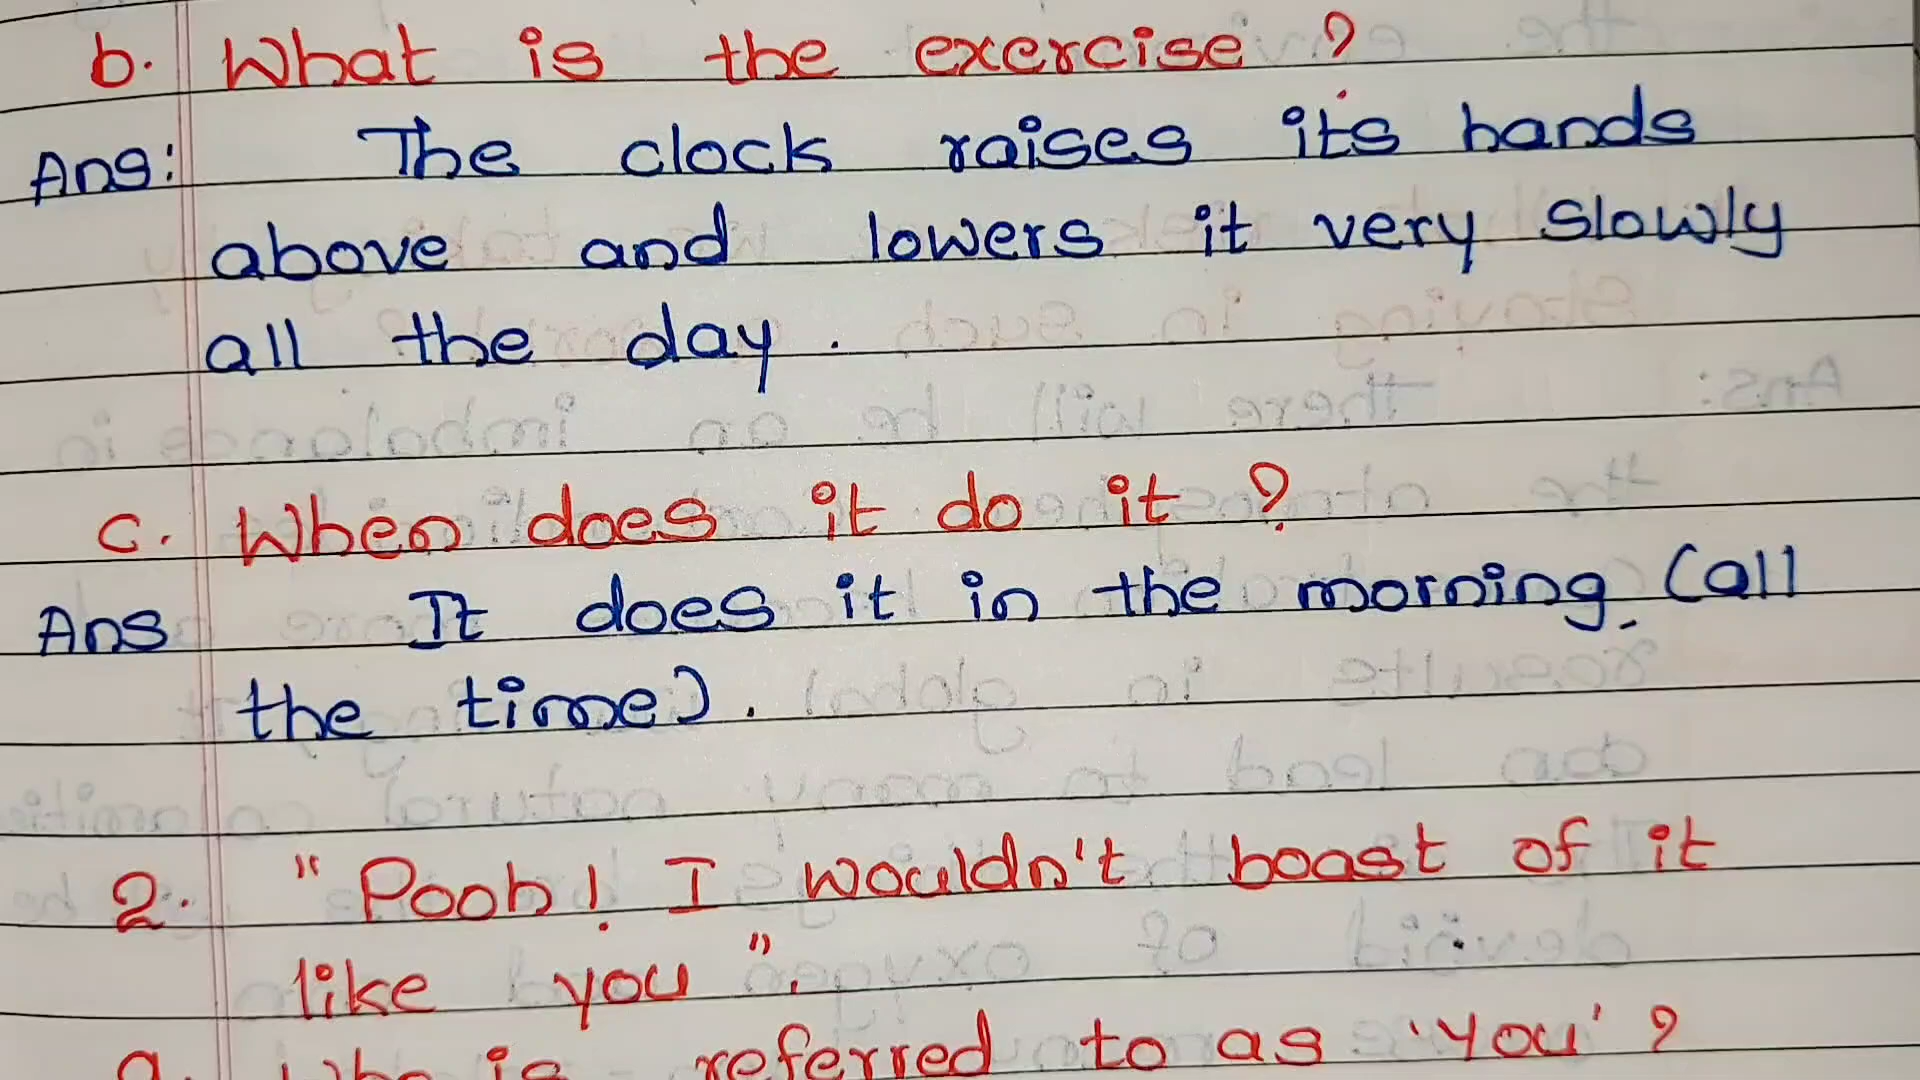 b. What is the exercise?
Ans: The clock raises its hands
above and lowers it very slowly
all the day.
c. When does it do it?
Ans It does it in the morning (all
the time).
2. "Pooh! I wouldn't boast of it
like you".
a. Who is referred to as 'you'?